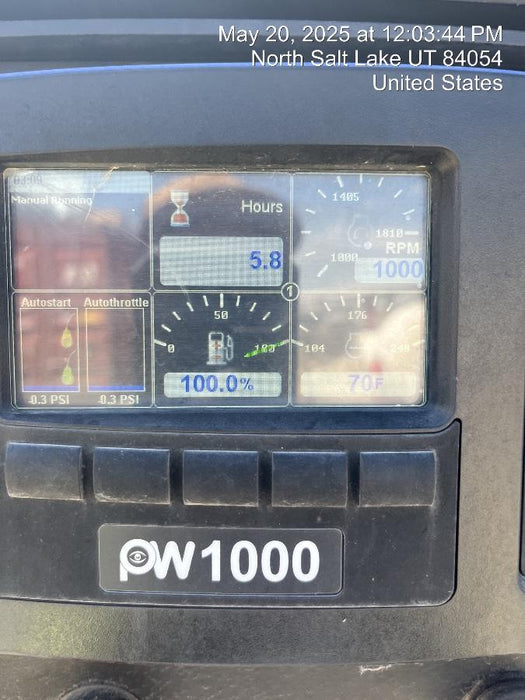 May 20, 2025 at 12:03:44 PM
North Salt Lake UT 84054
United States
Manual Running
Hours
5.8
1405
1810
1000
RPM
1000
1
Autostart Autothrottle
-0.3 PSI -0.3 PSI
50
0 100
100.0%
176
104 248
70F
PW1000